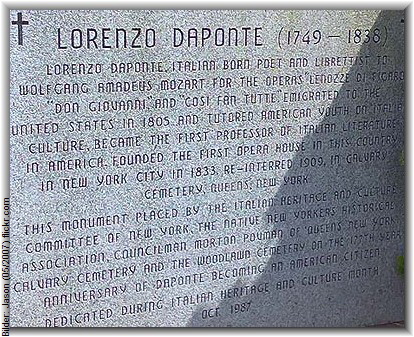 LORENZO DAPONTE (1749–1838)
LORENZO DAPONTE, ITALIAN BORN POET AND LIBRETTIST TO
WOLFGANG AMADEUS MOZART FOR THE OPERAS LENOZZE DI FIGARO
"DON GIOVANNI," AND "COSI FAN TUTTE," EMIGRATED TO THE
UNITED STATES IN 1805 AND TUTORED AMERICAN YOUTH ON ITALIAN
CULTURE, BECAME THE FIRST PROFESSOR OF ITALIAN LITERATURE
IN AMERICA, FOUNDED THE FIRST OPERA HOUSE IN THIS COUNTRY
IN NEW YORK CITY IN 1833. RE-INTERRED 1909, IN CALVARY
CEMETERY, QUEENS, NEW YORK
THIS MONUMENT PLACED BY THE ITALIAN HERITAGE AND CULTURE
COMMITTEE OF NEW YORK, THE NATIVE NEW YORKERS HISTORICAL
ASSOCIATION, COUNCILMAN MORTON POVMAN OF QUEENS NEW YORK
CALVARY CEMETERY AND THE WOODLAWN CEMETERY ON THE 177TH YEAR
ANNIVERSARY OF DAPONTE BECOMING AN AMERICAN CITIZEN
DEDICATED DURING ITALIAN HERITAGE AND CULTURE MONTH
OCT. 1987
Bilder: Jason (05/2007) flickr.com